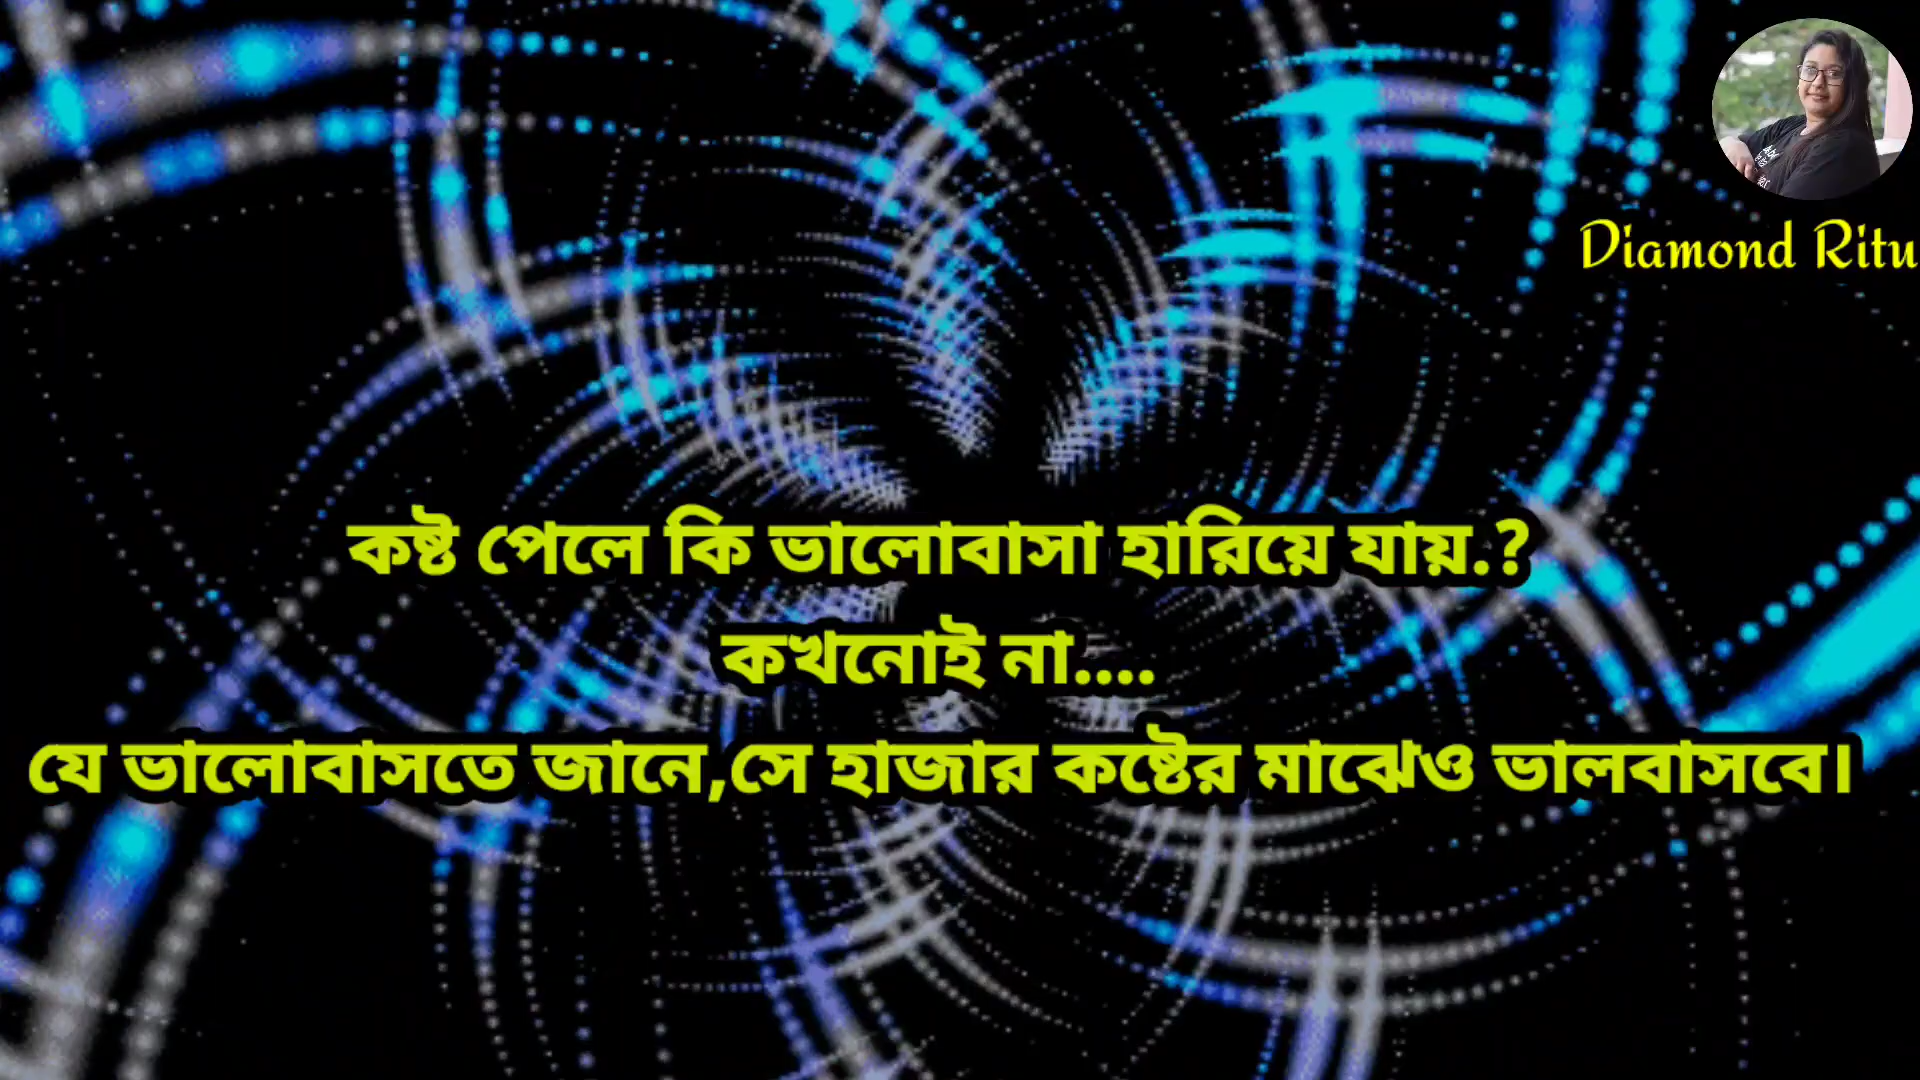 Diamond Ritu
কষ্ট পেলে কি ভালোবাসা হারিয়ে যায়.?
কখনোই না....
যে ভালোবাসতে জানে,সে হাজার কষ্টের মাঝেও ভালবাসবে।